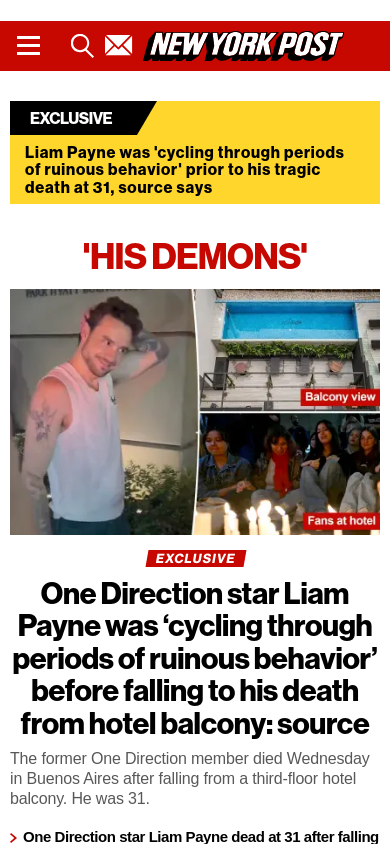 NEW YORK POST
EXCLUSIVE
Liam Payne was 'cycling through periods
of ruinous behavior' prior to his tragic
death at 31, source says
'HIS DEMONS'
Balcony view
Fans at hotel
EXCLUSIVE
One Direction star Liam
Payne was ‘cycling through
periods of ruinous behavior’
before falling to his death
from hotel balcony: source
The former One Direction member died Wednesday
in Buenos Aires after falling from a third-floor hotel
balcony. He was 31.
One Direction star Liam Payne dead at 31 after falling